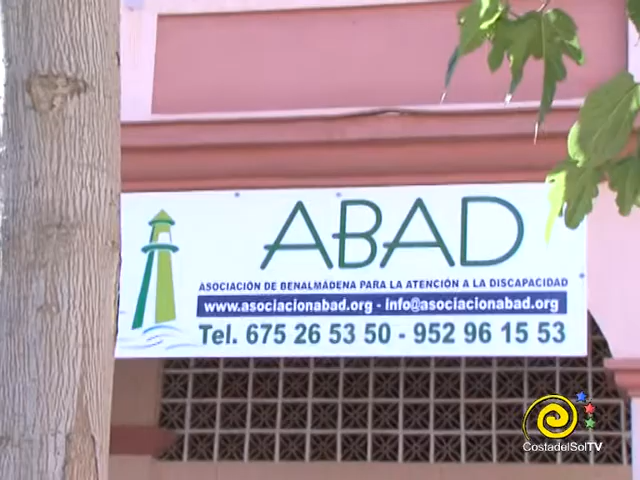 ABAD
ASOCIACIÓN DE BENALMÁDENA PARA LA ATENCIÓN A LA DISCAPACIDAD
www.asociacionabad.org - info@asociacionabad.org
Tel. 675 26 53 50 - 952 96 15 53
CostadelSolTV